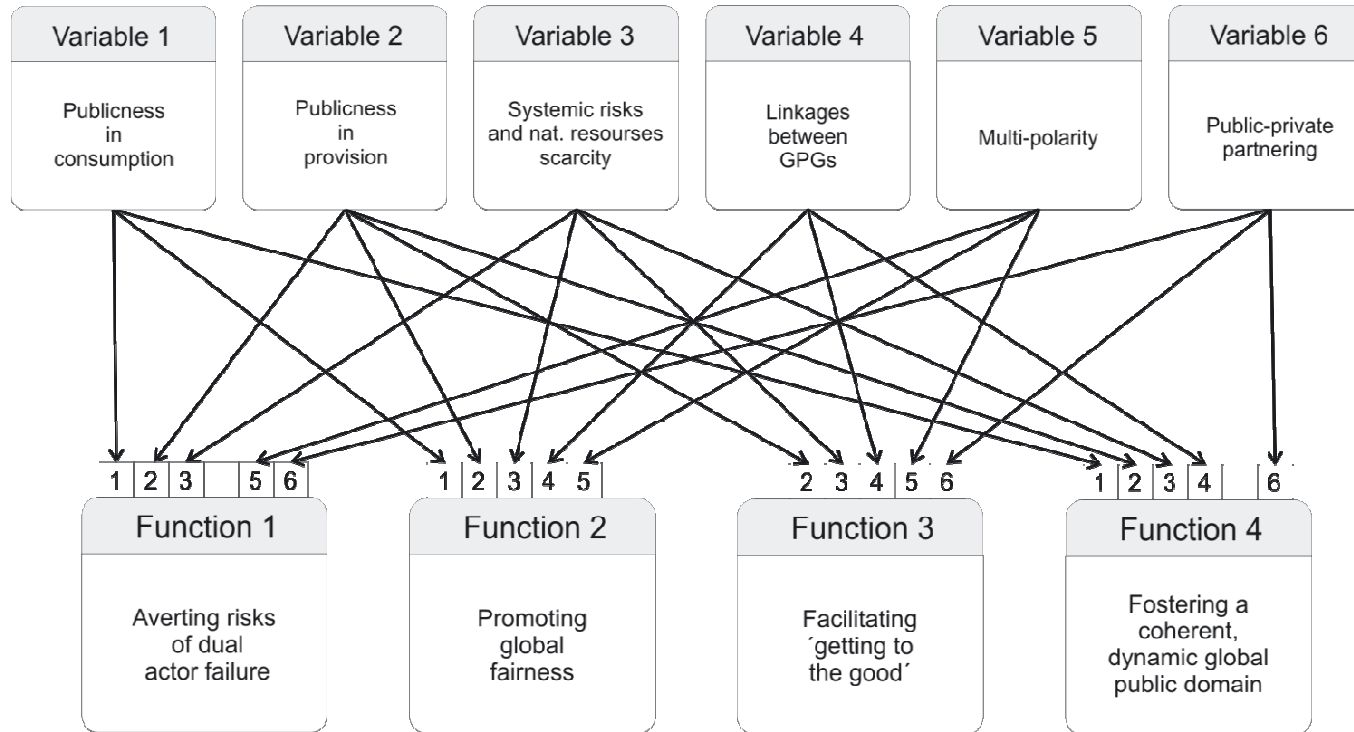 Variable 1
Variable 2
Variable 3
Variable 4
Variable 5
Variable 6
Publicness
in
consumption
Publicness
in
provision
Systemic risks
and nat. resourses
scarcity
Linkages
between
GPGs
Multi-polarity
Public-private
partnering
1 2 3 5 6
1 2 3 4 5
2 3 4 5 6
1 2 3 4 6
Function 1
Function 2
Function 3
Function 4
Averting risks
of dual
actor failure
Promoting
global
fairness
Facilitating
´getting to
the good´
Fostering a
coherent,
dynamic global
public domain